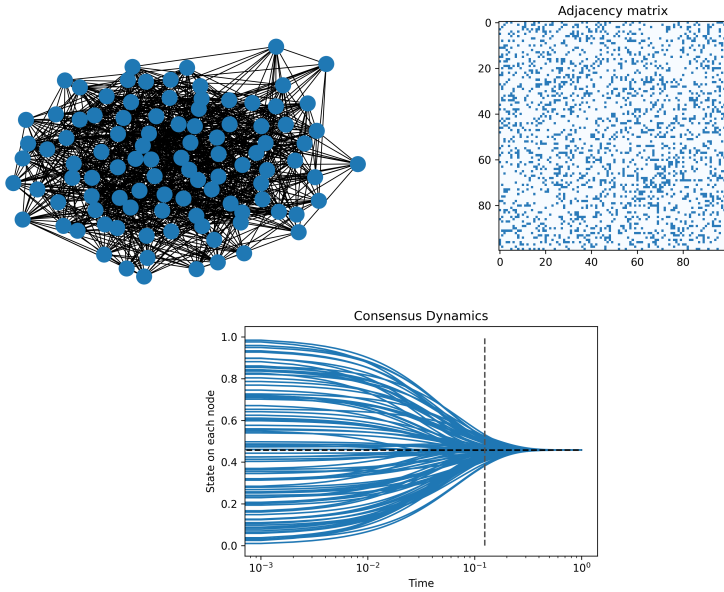 Adjacency matrix
0
20
40
60
80
0 20 40 60 80
Consensus Dynamics
1.0
0.8
0.6
0.4
0.2
0.0
State on each node
10⁻³ 10⁻² 10⁻¹ 10⁰
Time